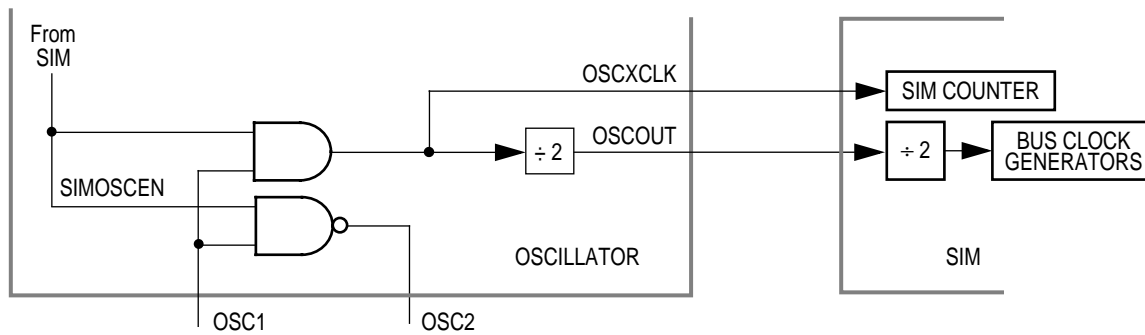 From
SIM
OSCXCLK
SIM COUNTER
OSCOUT
÷ 2
÷ 2
BUS CLOCK
GENERATORS
SIMOSCEN
OSCILLATOR
SIM
OSC1
OSC2